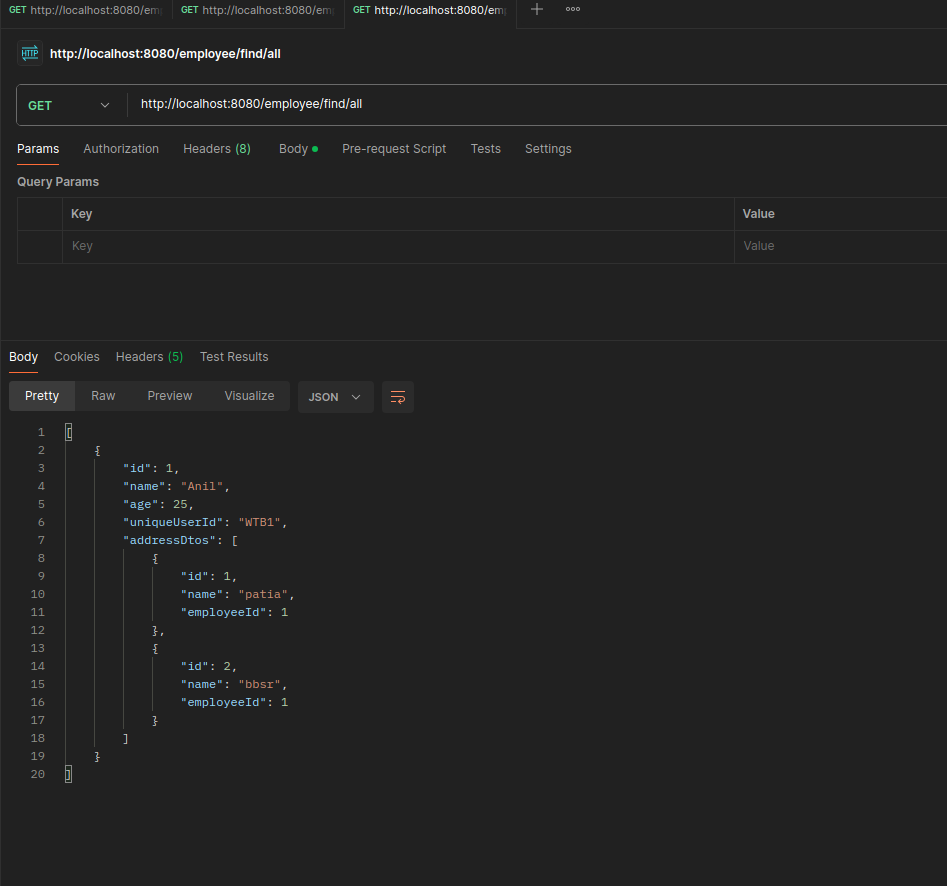 GET http://localhost:8080/em GET http://localhost:8080/em GET http://localhost:8080/em
HTTP http://localhost:8080/employee/find/all
GET http://localhost:8080/employee/find/all
Params Authorization Headers (8) Body Pre-request Script Tests Settings
Query Params
Key Value
Key Value
Body Cookies Headers (5) Test Results
Pretty Raw Preview Visualize JSON
1 [
2 {
3 "id": 1,
4 "name": "Anil",
5 "age": 25,
6 "uniqueUserId": "WTB1",
7 "addressDtos": [
8 {
9 "id": 1,
10 "name": "patia",
11 "employeeId": 1
12 },
13 {
14 "id": 2,
15 "name": "bbsr",
16 "employeeId": 1
17 }
18 ]
19 }
20 ]